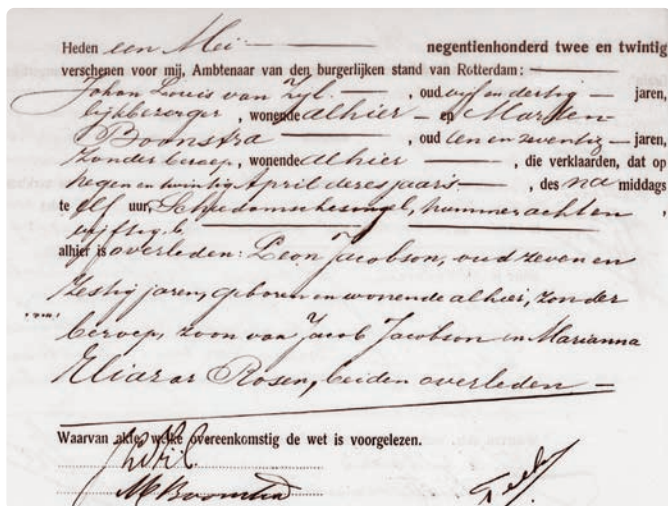 Heden een Mei negentienhonderd twee en twintig
verschenen voor mij, Ambtenaar van den burgerlijken stand van Rotterdam:
Johan Louis van Zyl, oud vijf en dertig jaren,
lijkbezorger, wonende alhier en Marten
Boonstra, oud een en zeventig jaren,
zonder beroep, wonende alhier, die verklaarden, dat op
negen en twintig April dezes jaars, des na middags
te elf uur, Schiedamschesingel, nummer acht en
vijftig b
alhier is overleden: Leon Jacobson, oud zeven en
zestig jaren, geboren en wonende alhier, zonder
beroep, zoon van Jacob Jacobson en Marianna
Eliazar Rosen, beiden overleden
Waarvan akte, welke overeenkomstig de wet is voorgelezen.
M Boonstra